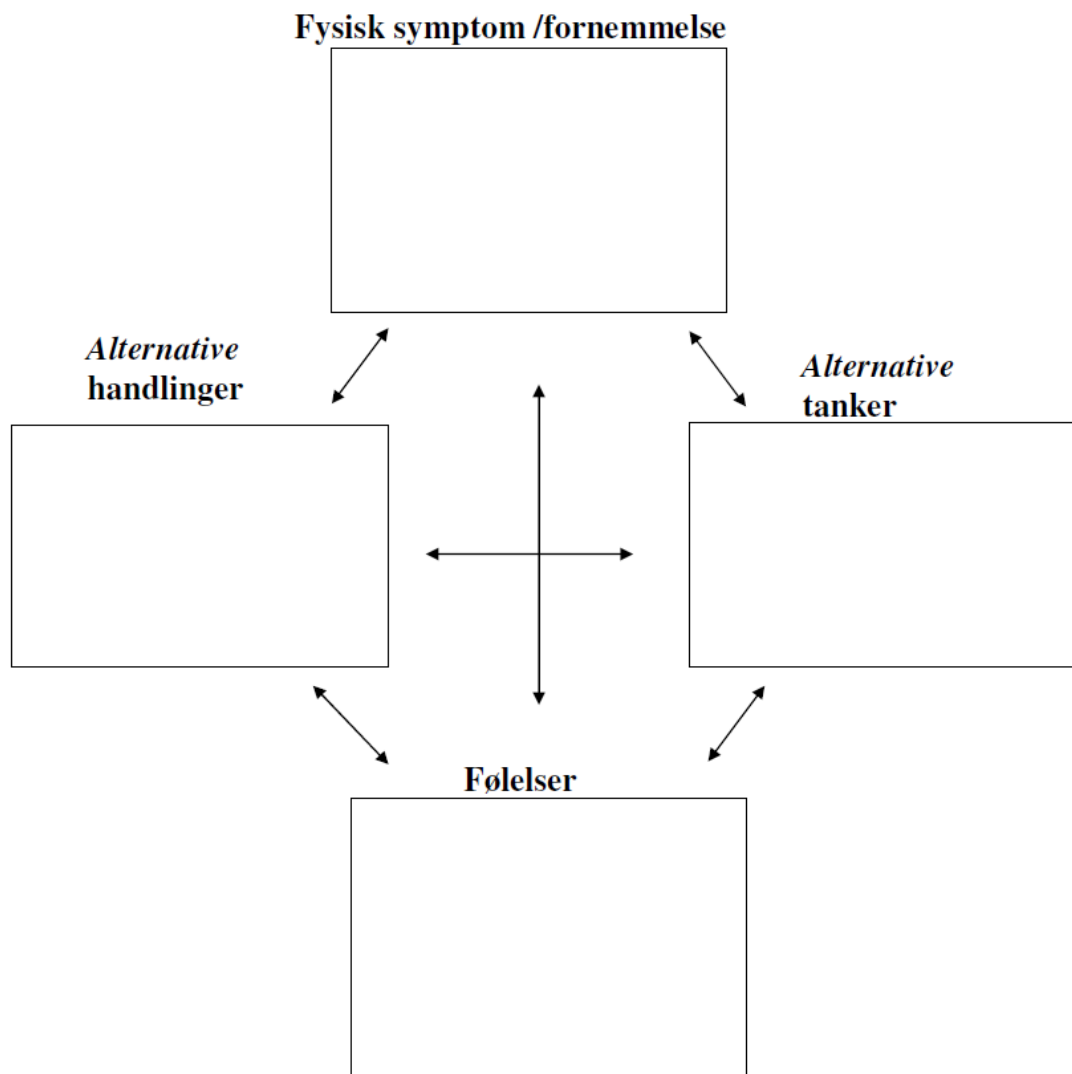 Fysisk symptom /fornemmelse
Alternative
handlinger
Alternative
tanker
Følelser